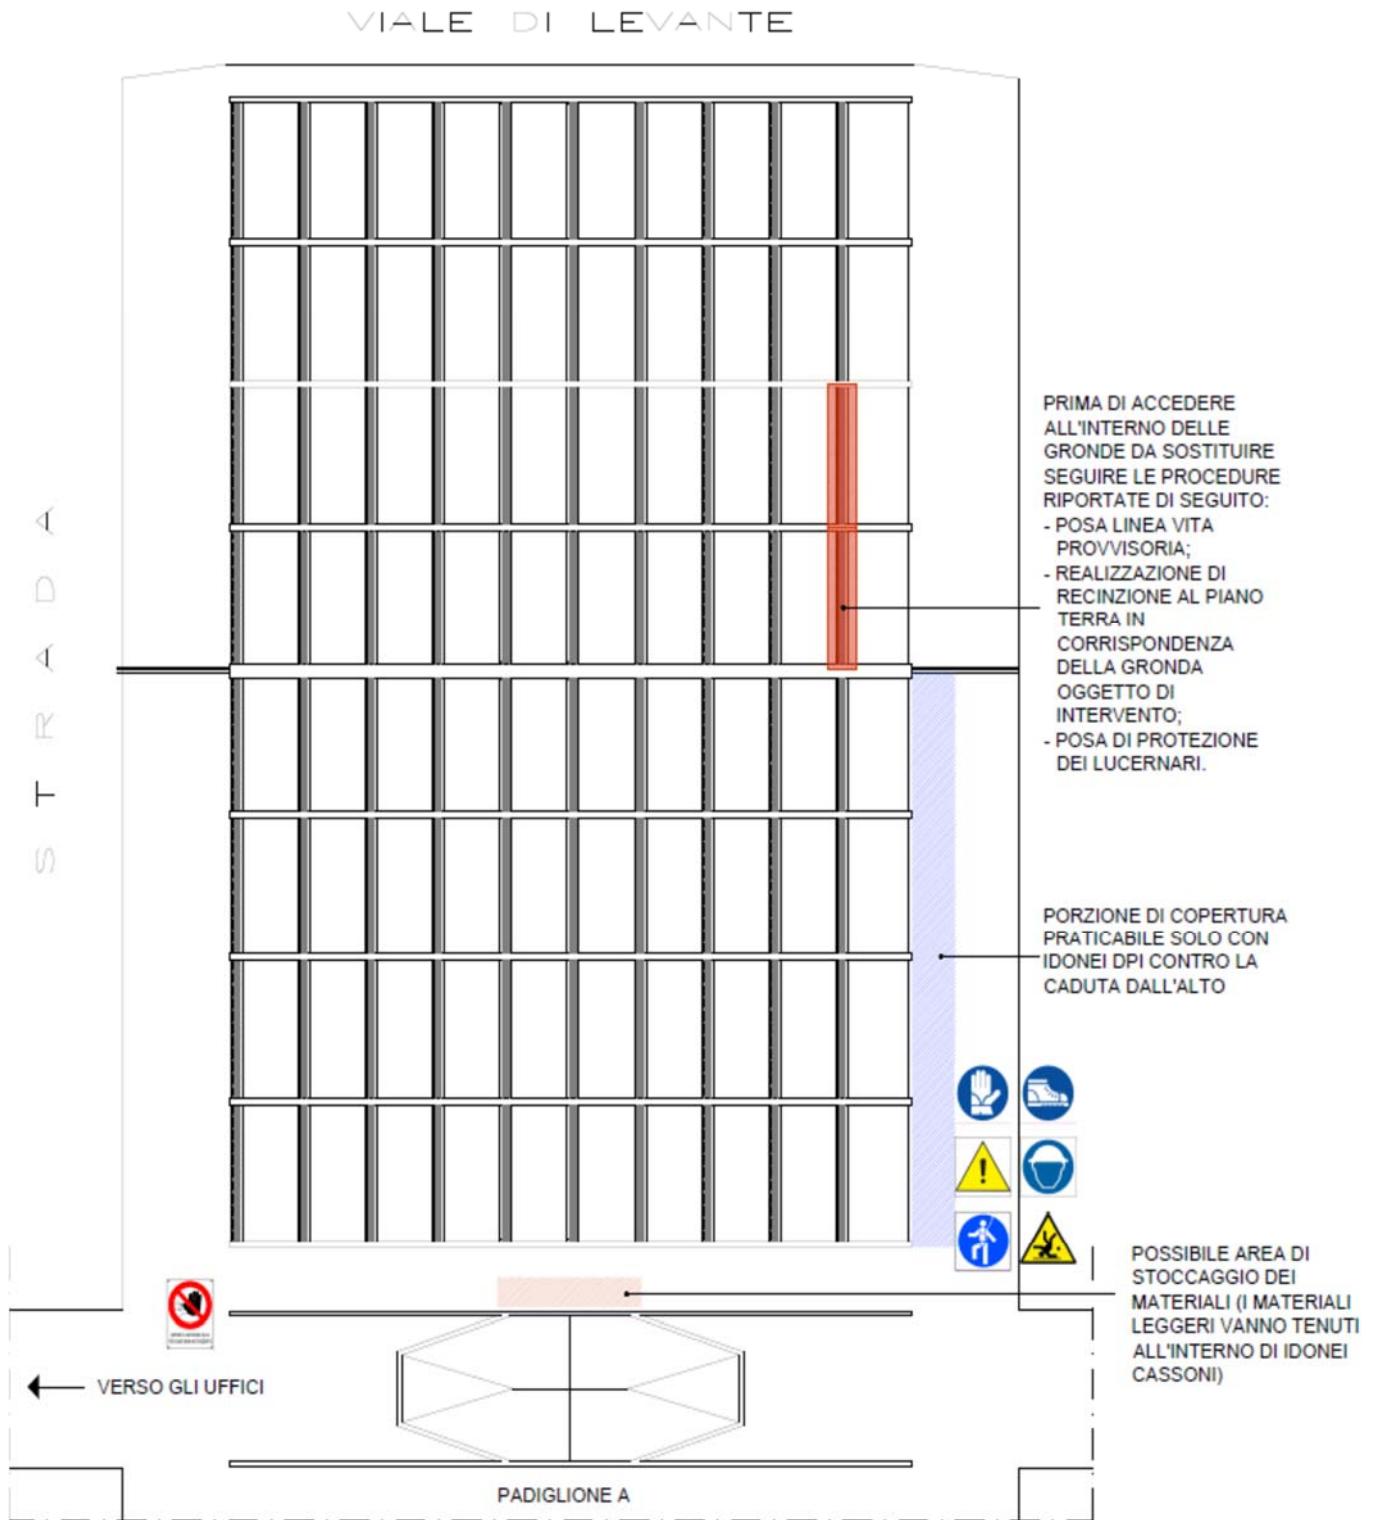 VIALE DI LEVANTE
STRADA
PRIMA DI ACCEDERE
ALL'INTERNO DELLE
GRONDE DA SOSTITUIRE
SEGUIRE LE PROCEDURE
RIPORTATE DI SEGUITO:
- POSA LINEA VITA
PROVVISORIA;
- REALIZZAZIONE DI
RECINZIONE AL PIANO
TERRA IN
CORRISPONDENZA
DELLA GRONDA
OGGETTO DI
INTERVENTO;
- POSA DI PROTEZIONE
DEI LUCERNARI.
PORZIONE DI COPERTURA
PRATICABILE SOLO CON
IDONEI DPI CONTRO LA
CADUTA DALL'ALTO
POSSIBILE AREA DI
STOCCAGGIO DEI
MATERIALI (I MATERIALI
LEGGERI VANNO TENUTI
ALL'INTERNO DI IDONEI
CASSONI)
VERSO GLI UFFICI
PADIGLIONE A